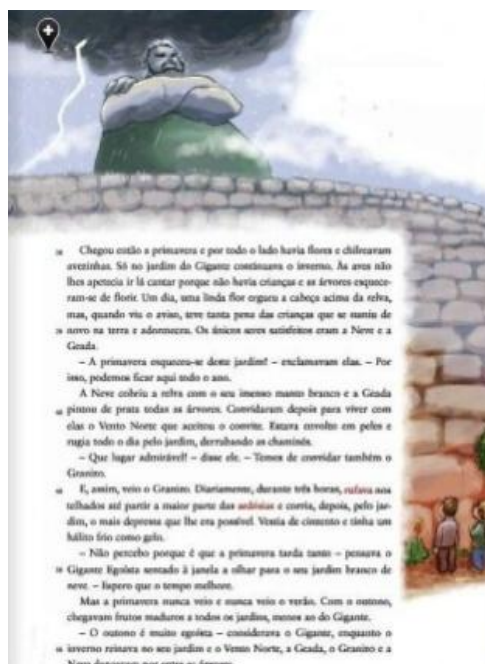 Chegou então a primavera e por todo o lado havia flores e chilreavam
avezinhas. Só no jardim do Gigante continuava o inverno. Às aves não
lhes apetecia ir lá cantar porque não havia crianças e as árvores esquece-
ram-se de florir. Um dia, uma linda flor ergueu a cabeça acima da relva,
mas, quando viu o aviso, teve tanta pena das crianças que se sumiu de
novo na terra e adormeceu. Os únicos seres satisfeitos eram a Neve e a
Geada.
– A primavera esqueceu-se deste jardim! – exclamavam elas. – Por
isso, podemos ficar aqui todo o ano.
A Neve cobriu a relva com o seu imenso manto branco e a Geada
pintou de prata todas as árvores. Convidaram depois para viver com
elas o Vento Norte que aceitou o convite. Estava envolto em peles e
rugia todo o dia pelo jardim, derrubando as chaminés.
– Que lugar admirável! – disse ele. – Temos de convidar também o
Granizo.
E, assim, veio o Granizo. Diariamente, durante três horas, rufava nos
telhados até partir a maior parte das ardósias e corria, depois, pelo jar-
dim, o mais depressa que lhe era possível. Vestia de cinzento e tinha um
hálito frio como gelo.
– Não percebo porque é que a primavera tarda tanto – pensava o
Gigante Egoísta sentado à janela a olhar para o seu jardim branco de
neve. – Espero que o tempo melhore.
Mas a primavera nunca veio e nunca veio o verão. Com o outono,
chegavam frutos maduros a todos os jardins, menos ao do Gigante.
– O outono é muito egoísta – considerava o Gigante, enquanto o
inverno reinava no seu jardim e o Vento Norte, a Geada, o Granizo e a
Neve dançavam por entre as árvores.